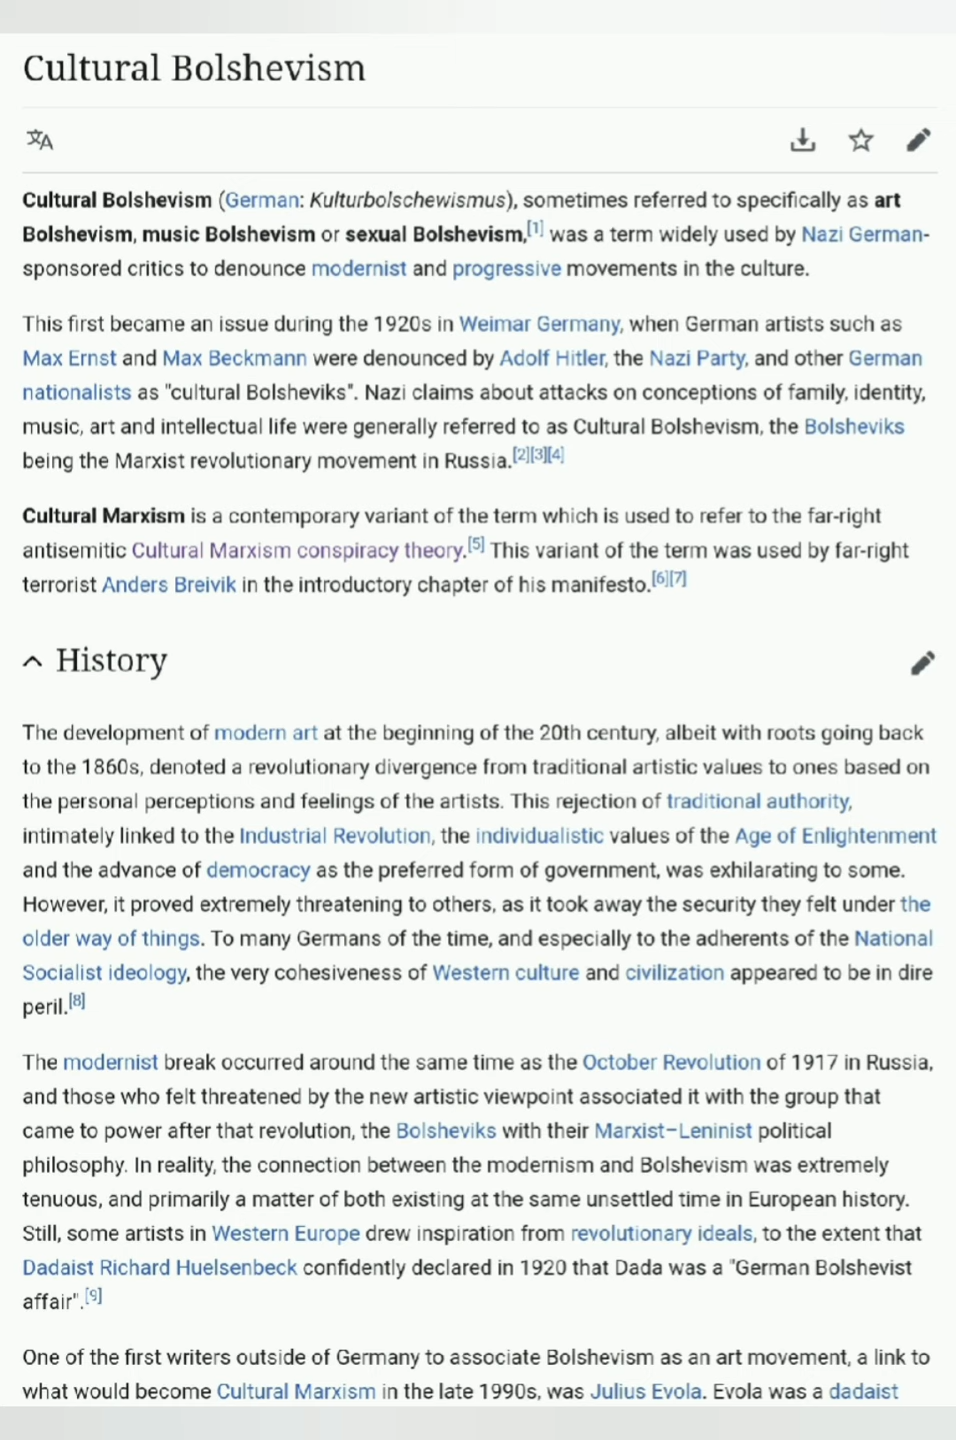 Cultural Bolshevism
文A
Cultural Bolshevism (German: Kulturbolschewismus), sometimes referred to specifically as art
Bolshevism, music Bolshevism or sexual Bolshevism,[1] was a term widely used by Nazi German-
sponsored critics to denounce modernist and progressive movements in the culture.
This first became an issue during the 1920s in Weimar Germany, when German artists such as
Max Ernst and Max Beckmann were denounced by Adolf Hitler, the Nazi Party, and other German
nationalists as "cultural Bolsheviks". Nazi claims about attacks on conceptions of family, identity,
music, art and intellectual life were generally referred to as Cultural Bolshevism, the Bolsheviks
being the Marxist revolutionary movement in Russia.[2][3][4]
Cultural Marxism is a contemporary variant of the term which is used to refer to the far-right
antisemitic Cultural Marxism conspiracy theory.[5] This variant of the term was used by far-right
terrorist Anders Breivik in the introductory chapter of his manifesto.[6][7]
History
The development of modern art at the beginning of the 20th century, albeit with roots going back
to the 1860s, denoted a revolutionary divergence from traditional artistic values to ones based on
the personal perceptions and feelings of the artists. This rejection of traditional authority,
intimately linked to the Industrial Revolution, the individualistic values of the Age of Enlightenment
and the advance of democracy as the preferred form of government, was exhilarating to some.
However, it proved extremely threatening to others, as it took away the security they felt under the
older way of things. To many Germans of the time, and especially to the adherents of the National
Socialist ideology, the very cohesiveness of Western culture and civilization appeared to be in dire
peril.[8]
The modernist break occurred around the same time as the October Revolution of 1917 in Russia,
and those who felt threatened by the new artistic viewpoint associated it with the group that
came to power after that revolution, the Bolsheviks with their Marxist–Leninist political
philosophy. In reality, the connection between the modernism and Bolshevism was extremely
tenuous, and primarily a matter of both existing at the same unsettled time in European history.
Still, some artists in Western Europe drew inspiration from revolutionary ideals, to the extent that
Dadaist Richard Huelsenbeck confidently declared in 1920 that Dada was a "German Bolshevist
affair".[9]
One of the first writers outside of Germany to associate Bolshevism as an art movement, a link to
what would become Cultural Marxism in the late 1990s, was Julius Evola. Evola was a dadaist